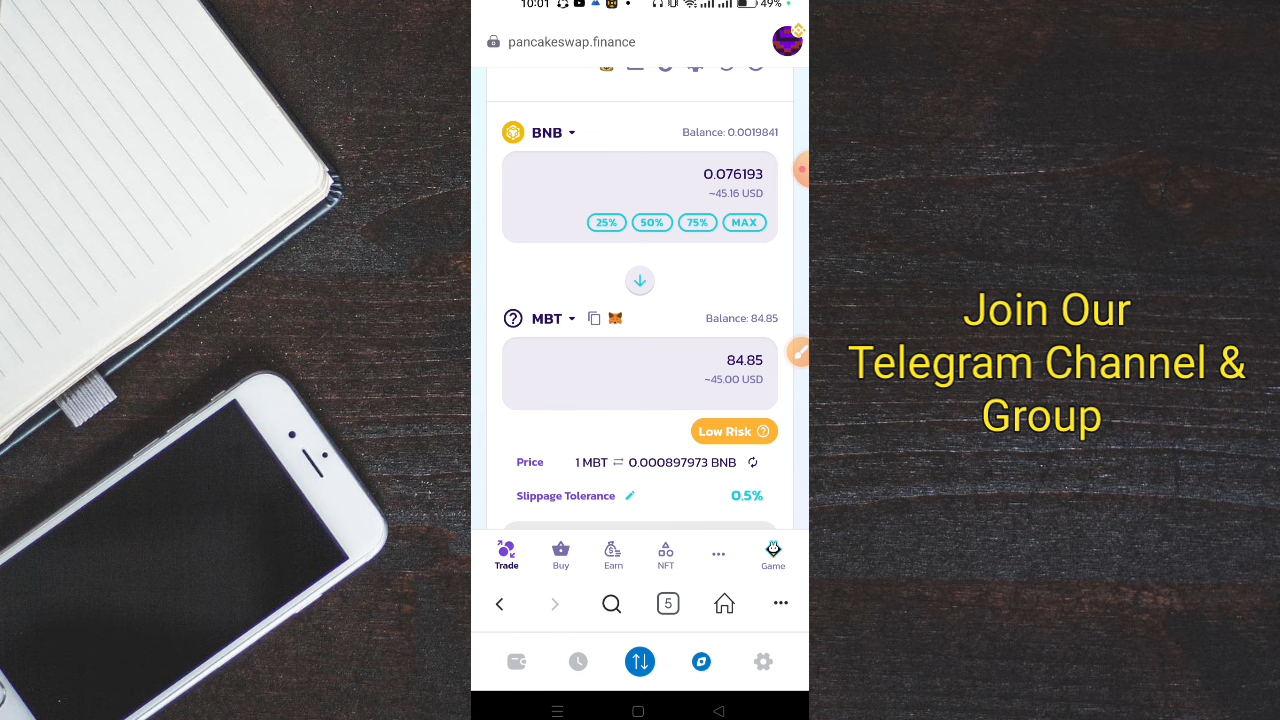 10:01
49%
pancakeswap.finance
BNB
Balance: 0.0019841
0.076193
~45.16 USD
25%
50%
75%
MAX
MBT
Balance: 84.85
84.85
~45.00 USD
Low Risk
Price
1 MBT ⇌ 0.000897973 BNB
Slippage Tolerance
0.5%
Trade
Buy
Earn
NFT
Game
5
Join Our
Telegram Channel &
Group